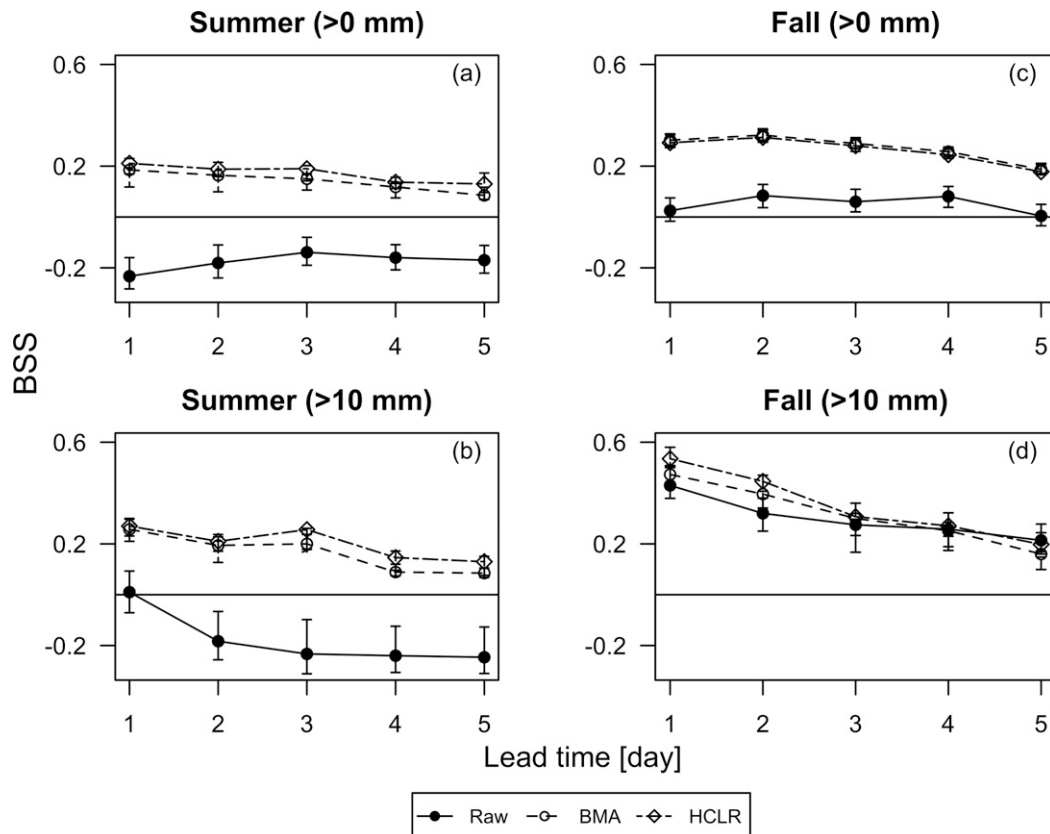 Summer (>0 mm)
Fall (>0 mm)
0.6
(a)
0.6
(c)
0.2
0.2
-0.2
-0.2
1 2 3 4 5
1 2 3 4 5
BSS
Summer (>10 mm)
Fall (>10 mm)
0.6
(b)
0.6
(d)
0.2
0.2
-0.2
-0.2
1 2 3 4 5
1 2 3 4 5
Lead time [day]
Raw BMA HCLR